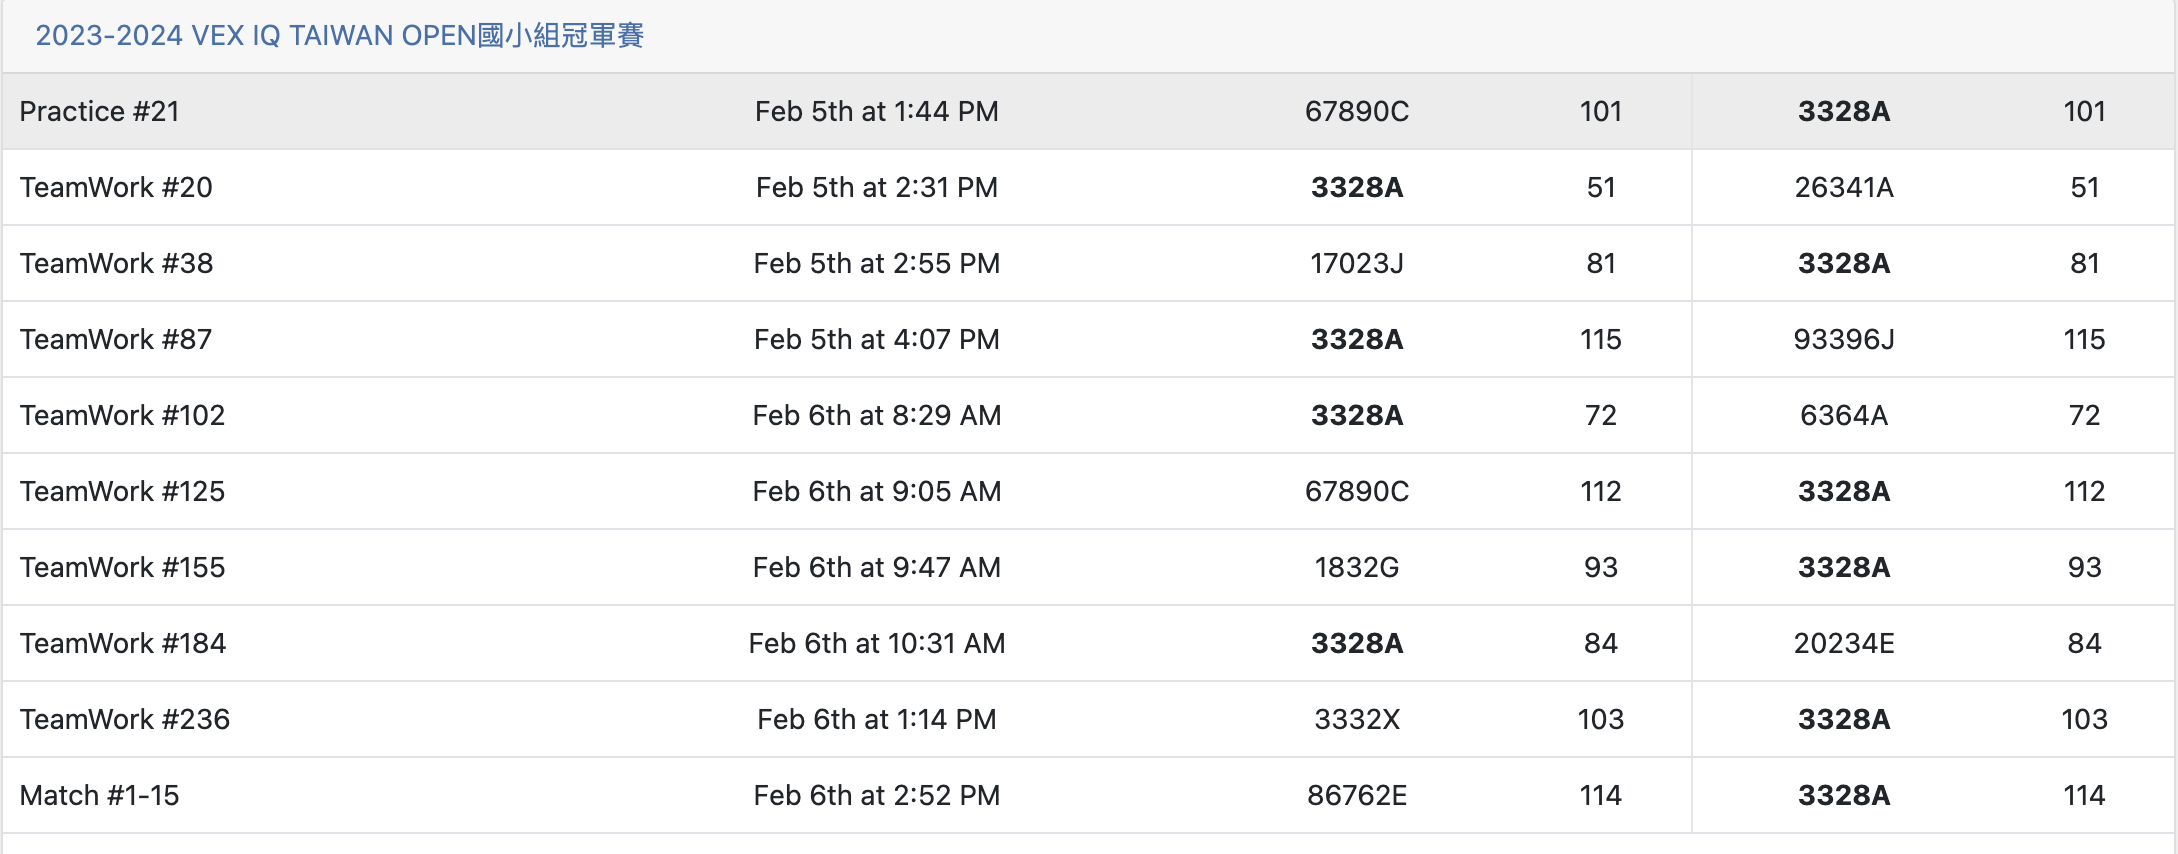 2023-2024 VEX IQ TAIWAN OPEN國小組冠軍賽
Practice #21 Feb 5th at 1:44 PM 67890C 101 3328A 101
TeamWork #20 Feb 5th at 2:31 PM 3328A 51 26341A 51
TeamWork #38 Feb 5th at 2:55 PM 17023J 81 3328A 81
TeamWork #87 Feb 5th at 4:07 PM 3328A 115 93396J 115
TeamWork #102 Feb 6th at 8:29 AM 3328A 72 6364A 72
TeamWork #125 Feb 6th at 9:05 AM 67890C 112 3328A 112
TeamWork #155 Feb 6th at 9:47 AM 1832G 93 3328A 93
TeamWork #184 Feb 6th at 10:31 AM 3328A 84 20234E 84
TeamWork #236 Feb 6th at 1:14 PM 3332X 103 3328A 103
Match #1-15 Feb 6th at 2:52 PM 86762E 114 3328A 114